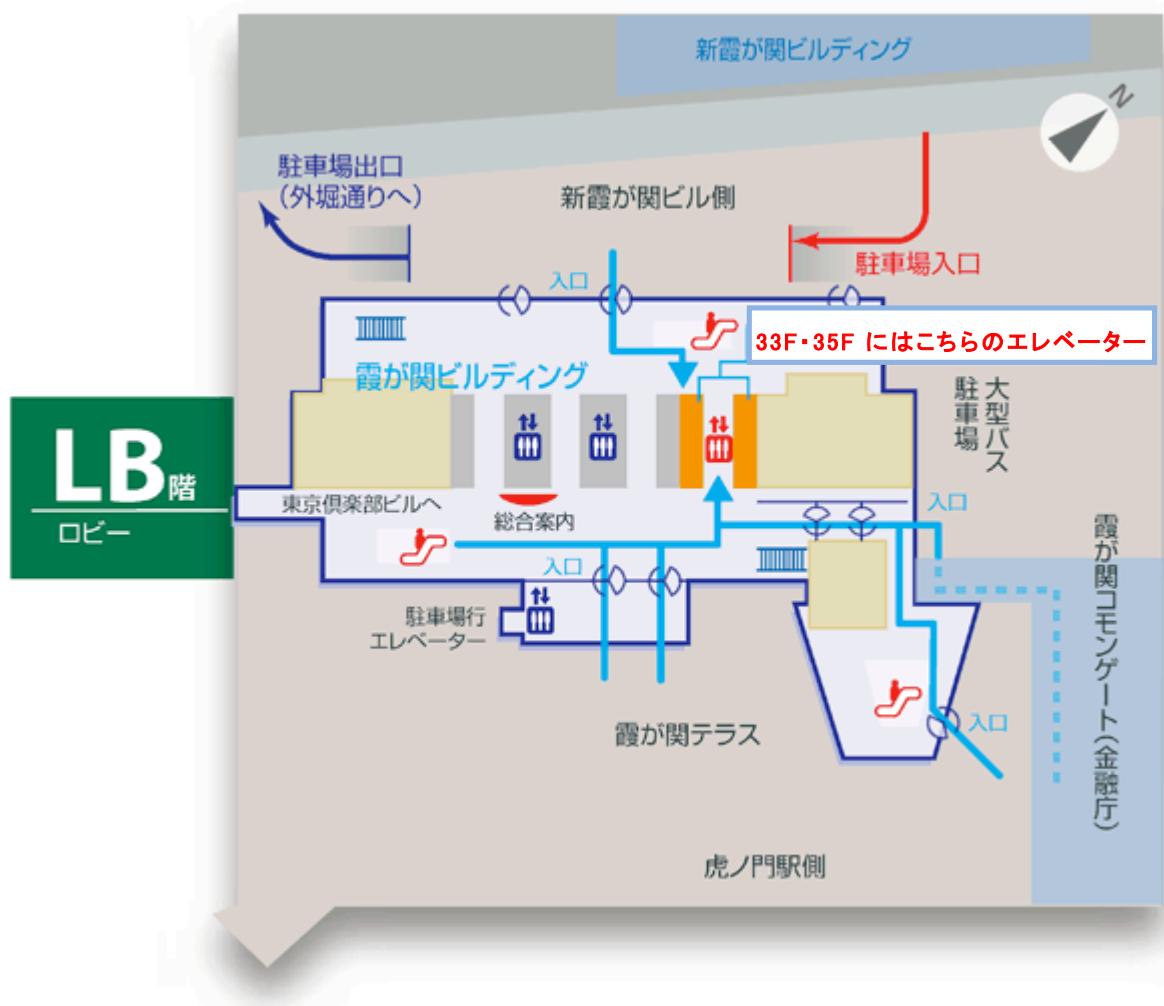 新霞が関ビルディング
N
駐車場出口
(外堀通りへ)
新霞が関ビル側
駐車場入口
入口
33F・35F にはこちらのエレベーター
霞が関ビルディング
大型バス
駐車場
LB階
ロビー
東京倶楽部ビルへ
総合案内
入口
入口
霞が関コモンゲート(金融庁)
駐車場行
エレベーター
入口
霞が関テラス
虎ノ門駅側